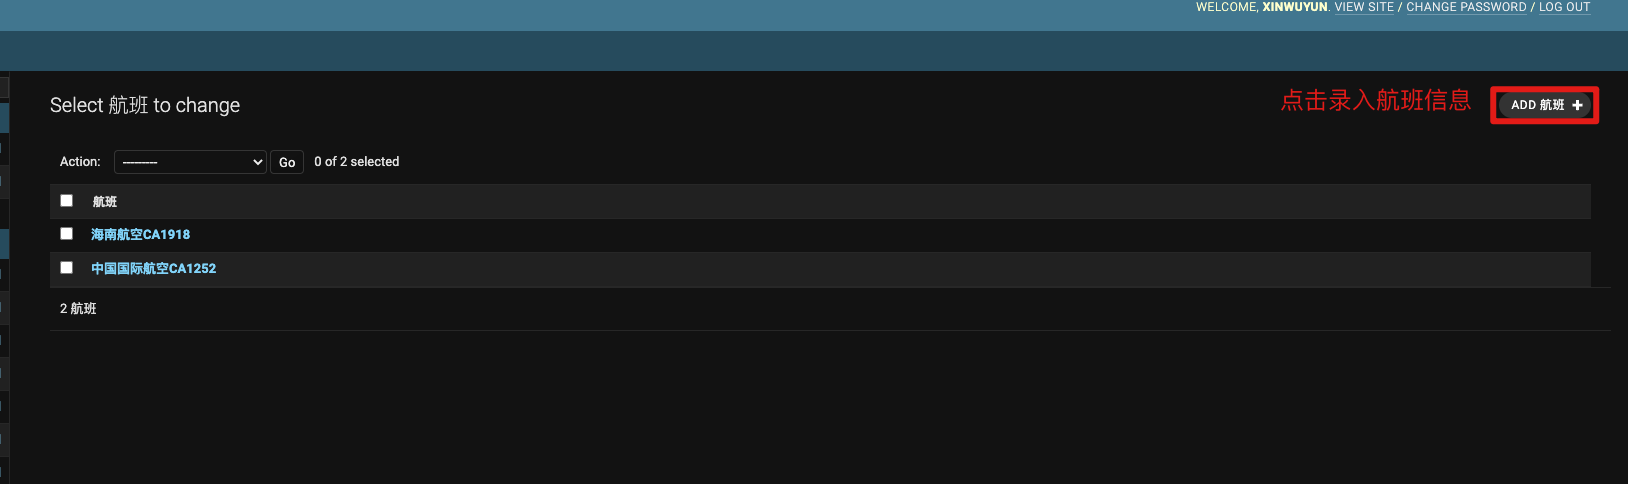 WELCOME, XINWUYUN. VIEW SITE / CHANGE PASSWORD / LOG OUT
Select 航班 to change
点击录入航班信息
ADD 航班 +
Action: --------- Go 0 of 2 selected
航班
海南航空CA1918
中国国际航空CA1252
2 航班